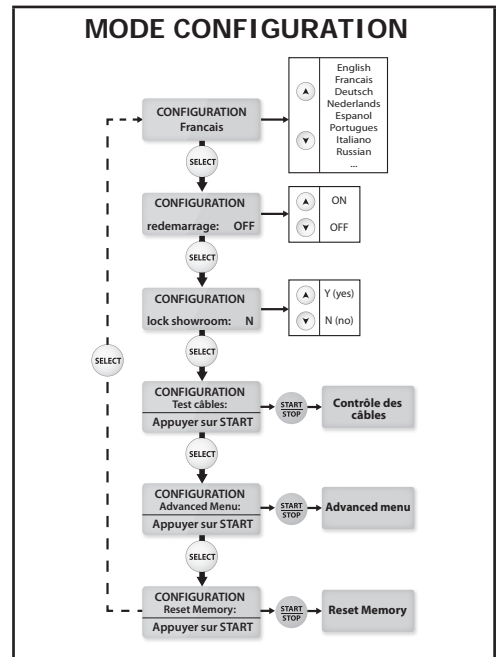 MODE CONFIGURATION
CONFIGURATION
Francais
English
Francais
Deutsch
Nederlands
Espanol
Portugues
Italiano
Russian
...
SELECT
CONFIGURATION
redemarrage: OFF
ON
OFF
SELECT
CONFIGURATION
lock showroom: N
Y (yes)
N (no)
SELECT
SELECT
CONFIGURATION
Test câbles:
Appuyer sur START
START
STOP
Contrôle des
câbles
SELECT
CONFIGURATION
Advanced Menu:
Appuyer sur START
START
STOP
Advanced menu
SELECT
CONFIGURATION
Reset Memory:
Appuyer sur START
START
STOP
Reset Memory